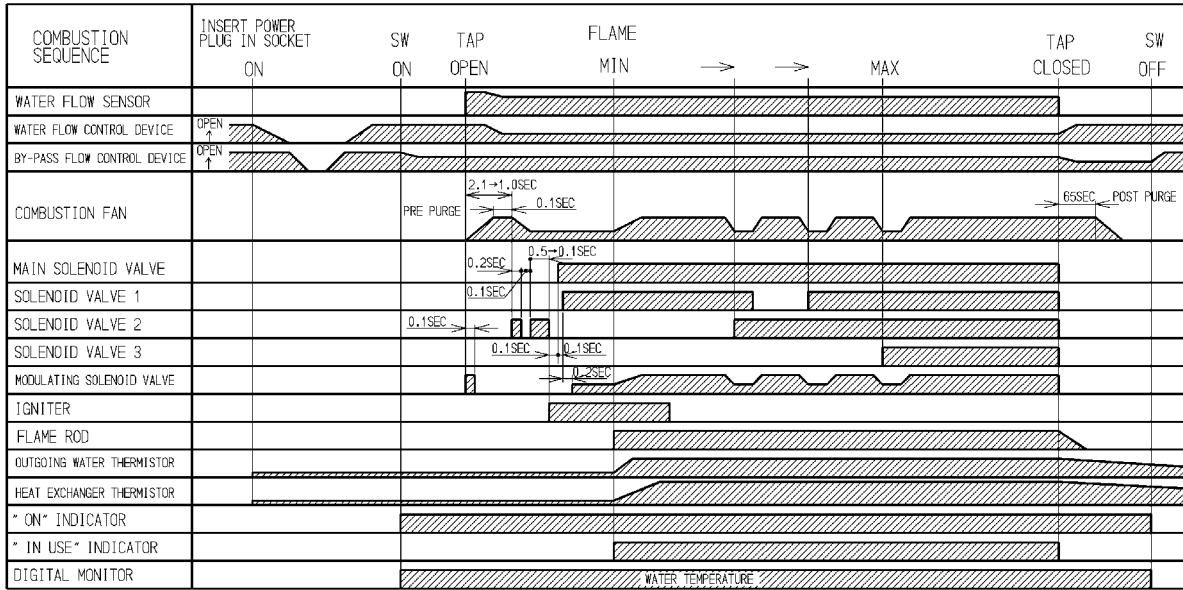 COMBUSTION
SEQUENCE
INSERT POWER
PLUG IN SOCKET
ON
SW
ON
TAP
OPEN
FLAME
MIN
MAX
TAP
CLOSED
SW
OFF
WATER FLOW SENSOR
WATER FLOW CONTROL DEVICE
OPEN
BY-PASS FLOW CONTROL DEVICE
OPEN
COMBUSTION FAN
2.1→1.0SEC
PRE PURGE
0.1SEC
65SEC
POST PURGE
MAIN SOLENOID VALVE
0.2SEC
0.5→0.1SEC
SOLENOID VALVE 1
0.1SEC
SOLENOID VALVE 2
0.1SEC
SOLENOID VALVE 3
0.1SEC
0.1SEC
MODULATING SOLENOID VALVE
0.2SEC
IGNITER
FLAME ROD
OUTGOING WATER THERMISTOR
HEAT EXCHANGER THERMISTOR
" ON" INDICATOR
" IN USE" INDICATOR
DIGITAL MONITOR
WATER TEMPERATURE